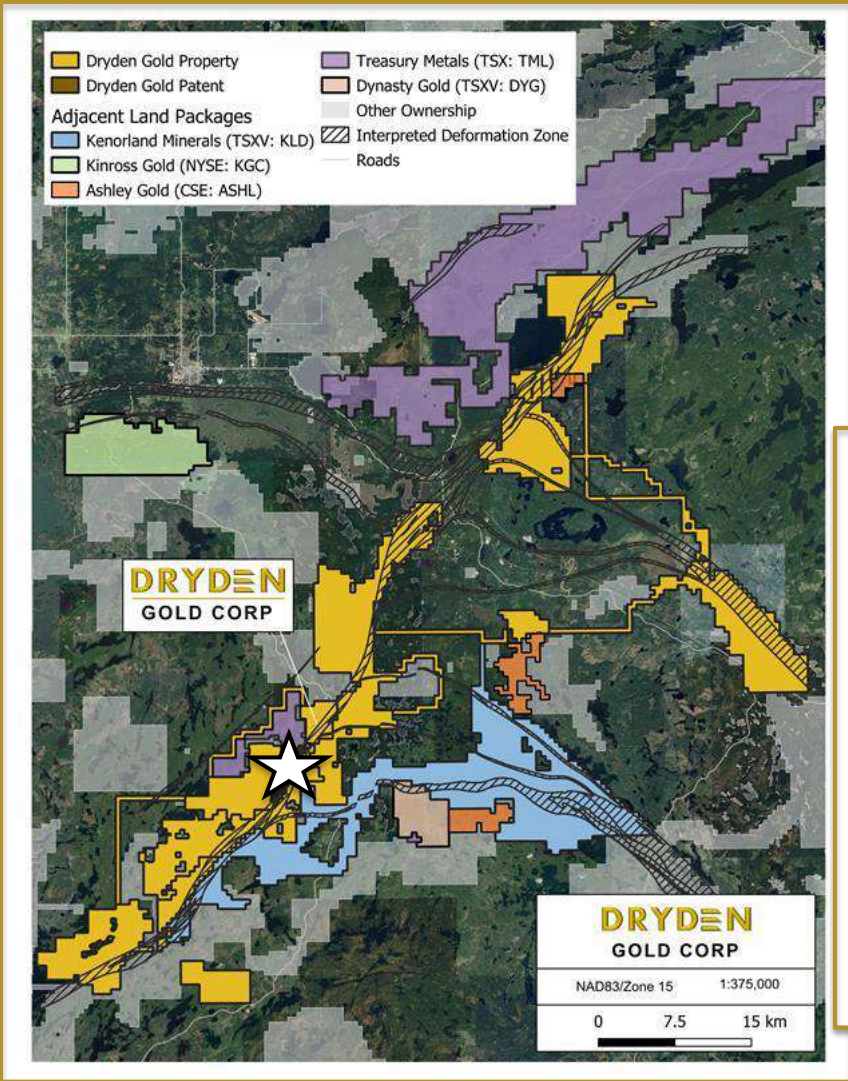 Dryden Gold Property
Dryden Gold Patent
Adjacent Land Packages
Kenorland Minerals (TSXV: KLD)
Kinross Gold (NYSE: KGC)
Ashley Gold (CSE: ASHL)
Treasury Metals (TSX: TML)
Dynasty Gold (TSXV: DYG)
Other Ownership
Interpreted Deformation Zone
Roads
DRYDEN
GOLD CORP
DRYDEN
GOLD CORP
NAD83/Zone 15 1:375,000
0 7.5 15 km